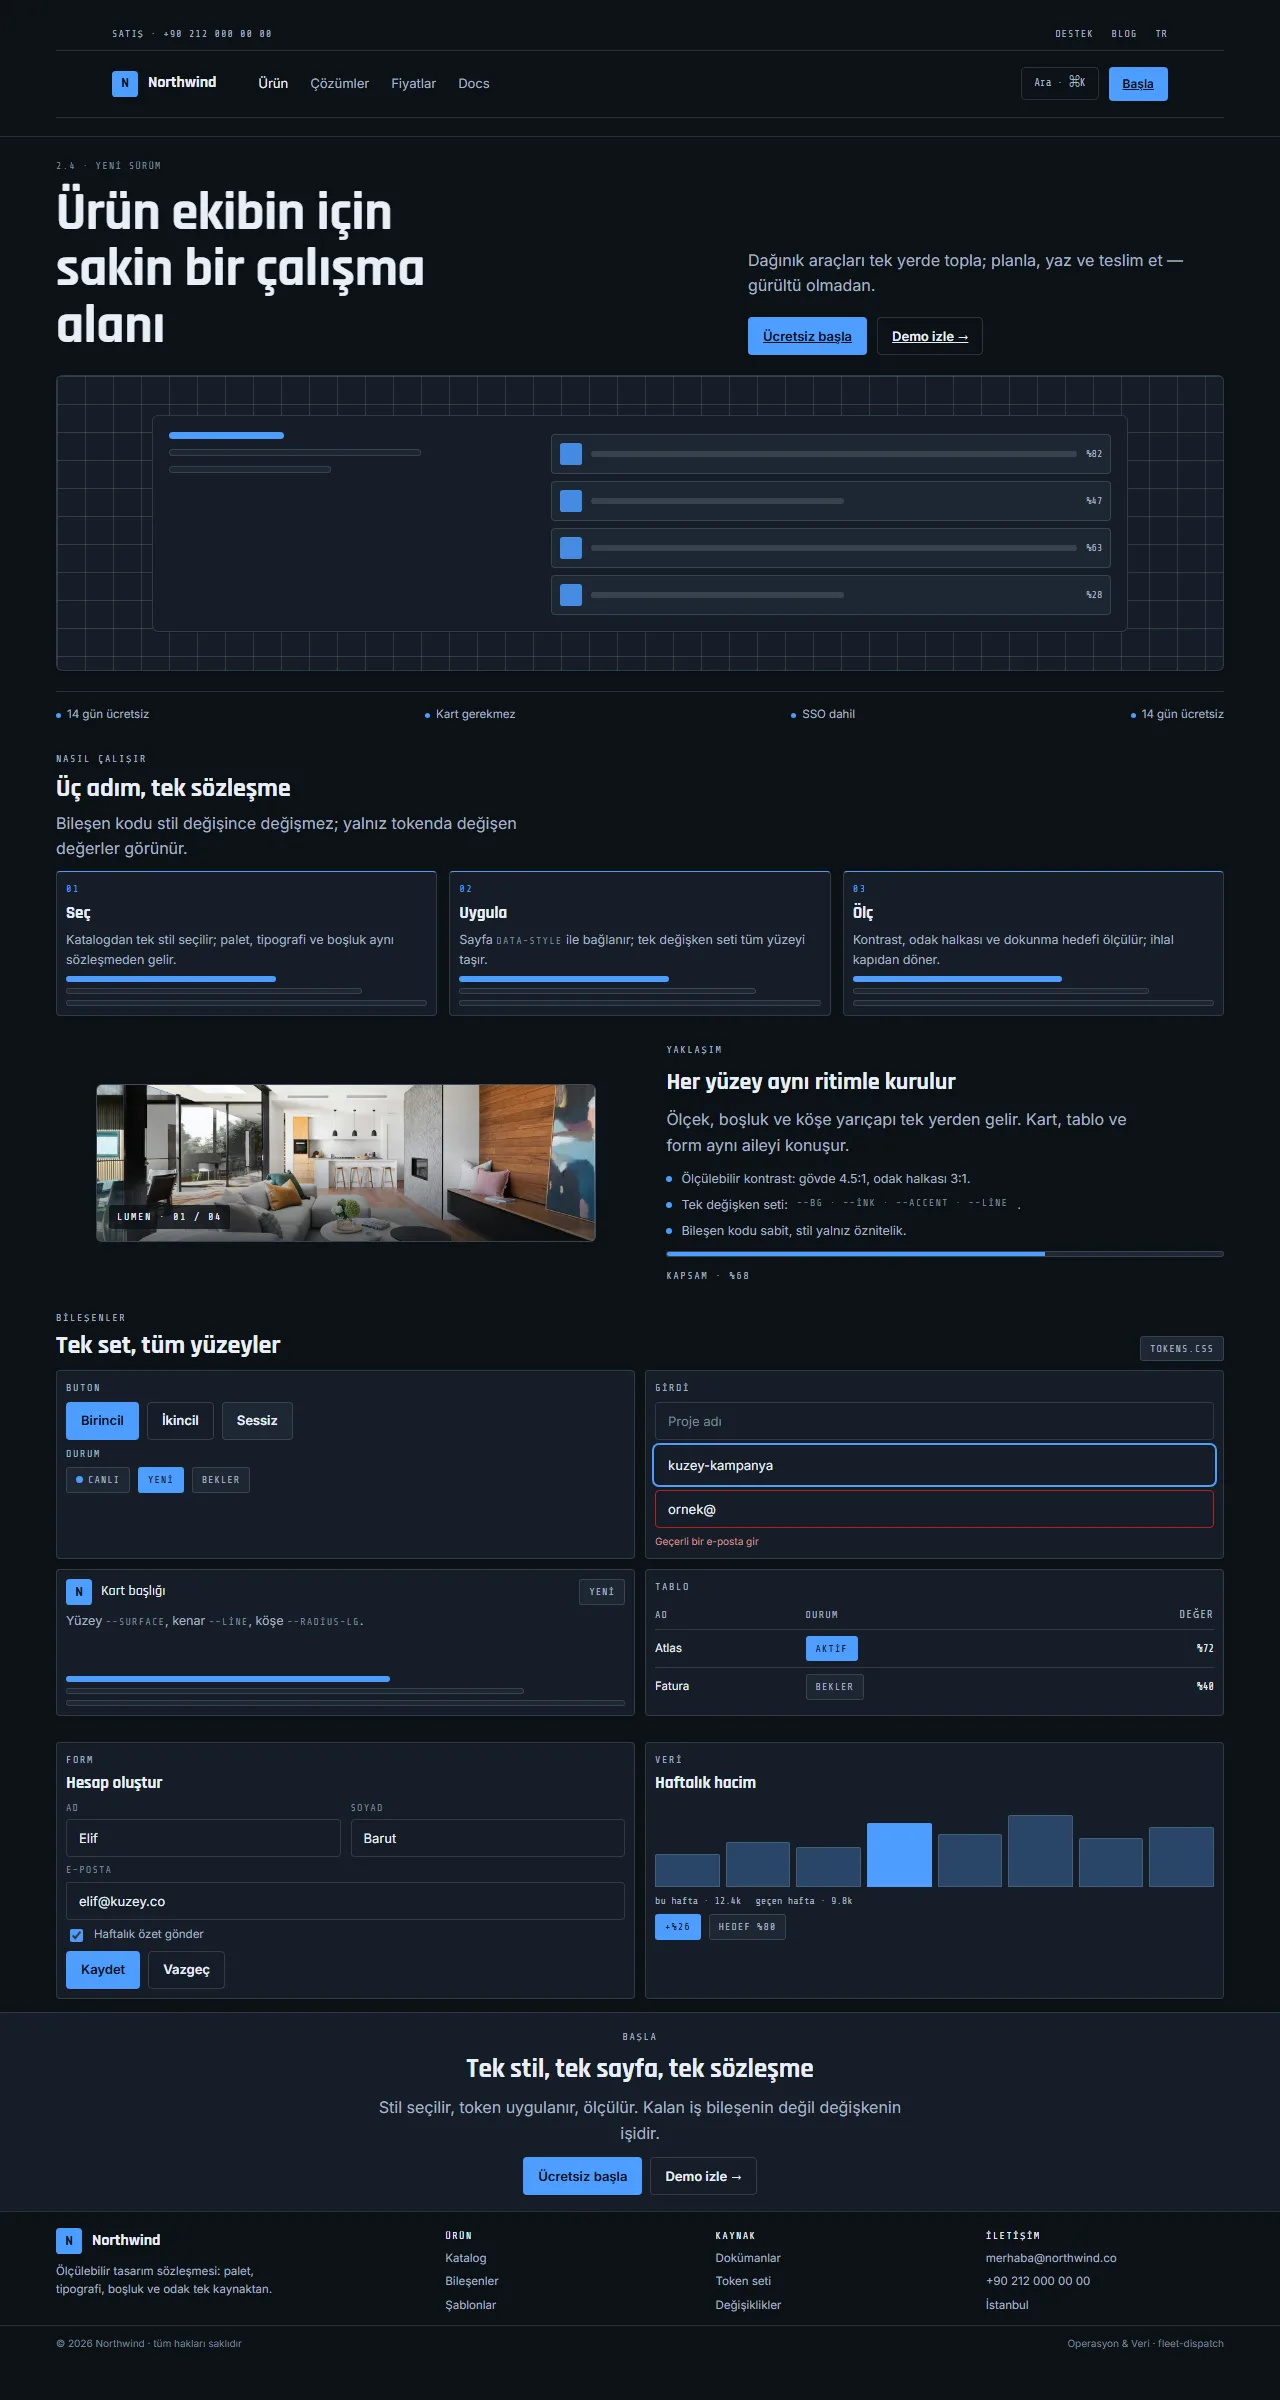 SATIŞ · +90 212 000 00 00
DESTEK BLOG TR
N Northwind Ürün Çözümler Fiyatlar Docs
Ara · ⌘K Başla
2.4 · YENİ SÜRÜM
Ürün ekibin için
sakin bir çalışma
alanı
Dağınık araçları tek yerde topla; planla, yaz ve teslim et —
gürültü olmadan.
Ücretsiz başla Demo izle →
%82
%47
%63
%28
14 gün ücretsiz Kart gerekmez SSO dahil 14 gün ücretsiz
NASIL ÇALIŞIR
Üç adım, tek sözleşme
Bileşen kodu stil değişince değişmez; yalnız tokenda değişen
değerler görünür.
01
Seç
Katalogdan tek stil seçilir; palet, tipografi ve boşluk aynı
sözleşmeden gelir.
02
Uygula
Sayfa DATA-STYLE ile bağlanır; tek değişken seti tüm yüzeyi
taşır.
03
Ölç
Kontrast, odak halkası ve dokunma hedefi ölçülür; ihlal
kapıdan döner.
LUMEN · 01 / 04
YAKLAŞIM
Her yüzey aynı ritimle kurulur
Ölçek, boşluk ve köşe yarıçapı tek yerden gelir. Kart, tablo ve
form aynı aileyi konuşur.
Ölçülebilir kontrast: gövde 4.5:1, odak halkası 3:1.
Tek değişken seti: --BG · --İNK · --ACCENT · --LİNE .
Bileşen kodu sabit, stil yalnız öznitelik.
KAPSAM · %68
BİLEŞENLER
Tek set, tüm yüzeyler
TOKENS.CSS
BUTON
Birincil İkincil Sessiz
DURUM
CANLI YENİ BEKLER
GİRDİ
Proje adı
kuzey-kampanya
ornek@
Geçerli bir e-posta gir
N Kart başlığı YENİ
Yüzey --SURFACE, kenar --LİNE, köşe --RADİUS-LG.
TABLO
AD DURUM DEĞER
Atlas AKTİF %72
Fatura BEKLER %40
FORM
Hesap oluştur
AD SOYAD
Elif Barut
E-POSTA
elif@kuzey.co
Haftalık özet gönder
Kaydet Vazgeç
VERİ
Haftalık hacim
bu hafta · 12.4k geçen hafta · 9.8k
+%26 HEDEF %80
BAŞLA
Tek stil, tek sayfa, tek sözleşme
Stil seçilir, token uygulanır, ölçülür. Kalan iş bileşenin değil değişkenin
işidir.
Ücretsiz başla Demo izle →
N Northwind
Ölçülebilir tasarım sözleşmesi: palet,
tipografi, boşluk ve odak tek kaynaktan.
ÜRÜN
Katalog
Bileşenler
Şablonlar
KAYNAK
Dokümanlar
Token seti
Değişiklikler
İLETİŞİM
merhaba@northwind.co
+90 212 000 00 00
İstanbul
© 2026 Northwind · tüm hakları saklıdır
Operasyon & Veri · fleet-dispatch